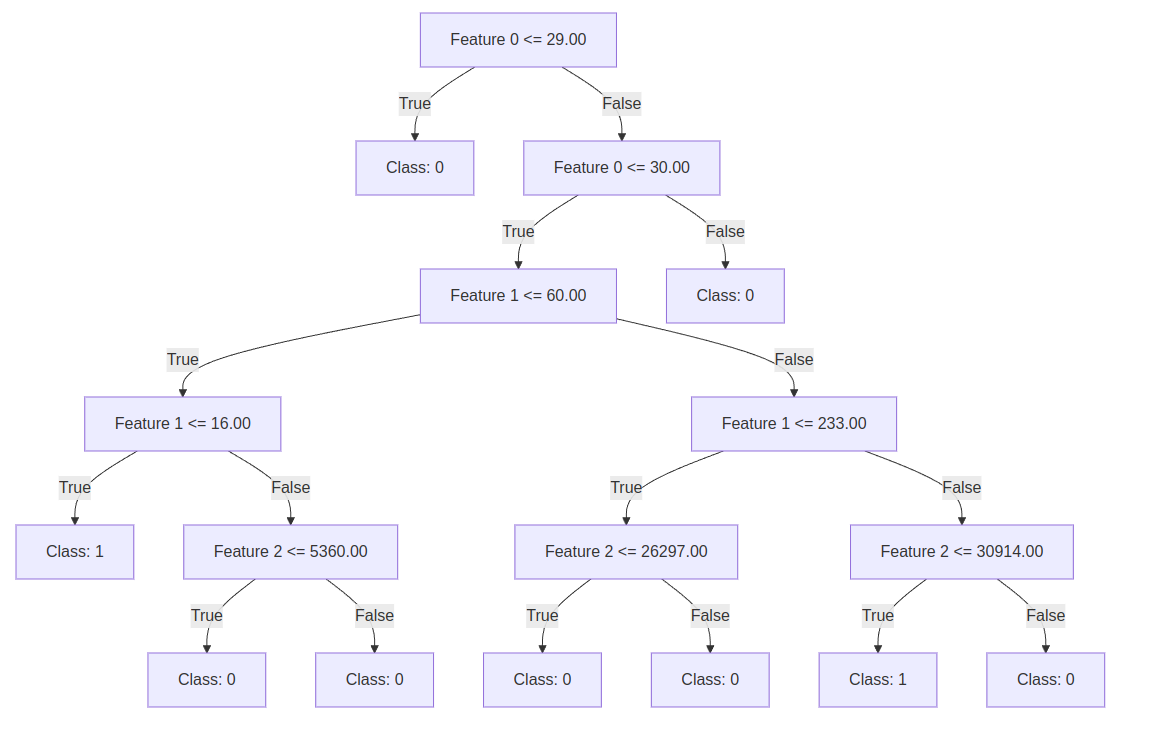 Feature 0 <= 29.00
True
False
Class: 0
Feature 0 <= 30.00
True
False
Feature 1 <= 60.00
Class: 0
True
False
Feature 1 <= 16.00
Feature 1 <= 233.00
True
False
True
False
Class: 1
Feature 2 <= 5360.00
Feature 2 <= 26297.00
Feature 2 <= 30914.00
True
False
True
False
True
False
Class: 0
Class: 0
Class: 0
Class: 0
Class: 1
Class: 0